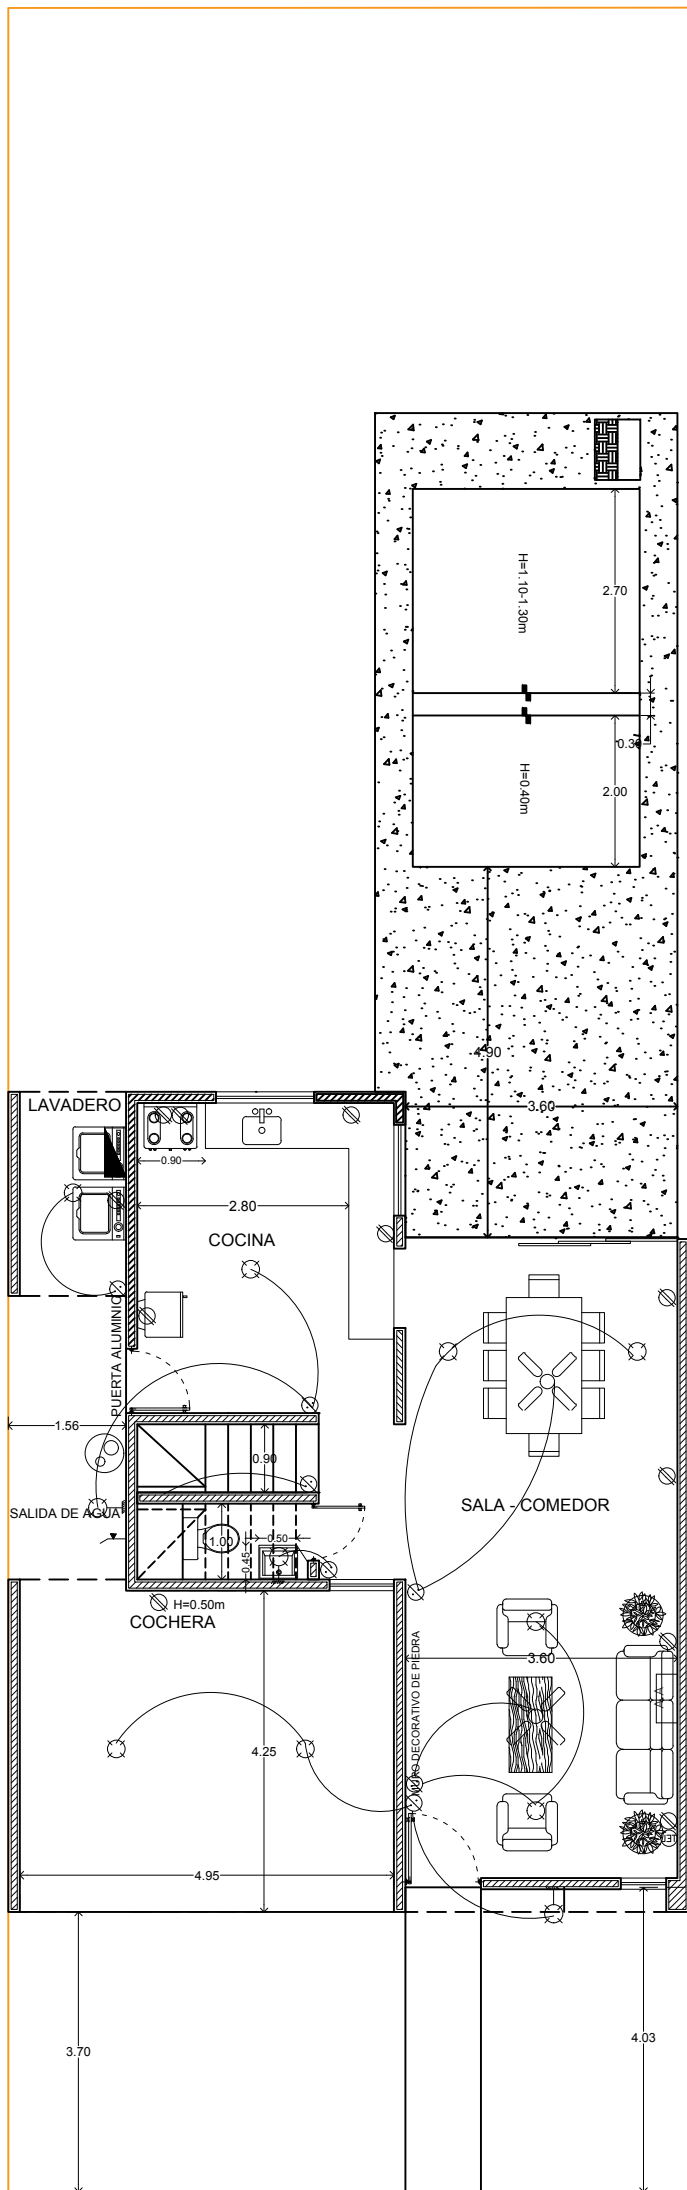 H=1.10-1.30m
2.70
0.30
H=0.40m
2.00
4.90
3.60
LAVADERO
0.90
2.80
COCINA
PUERTA ALUMINIO
1.56
0.90
SALIDA DE AGUA
1.00
0.50
0.45
SALA - COMEDOR
H=0.50m
COCHERA
MURO DECORATIVO DE PIEDRA
3.60
4.25
4.95
3.70
4.03